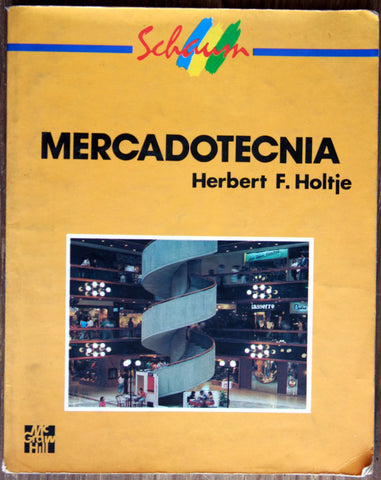 Schaum
MERCADOTECNIA
Herbert F. Holtje
Mc
Graw
Hill